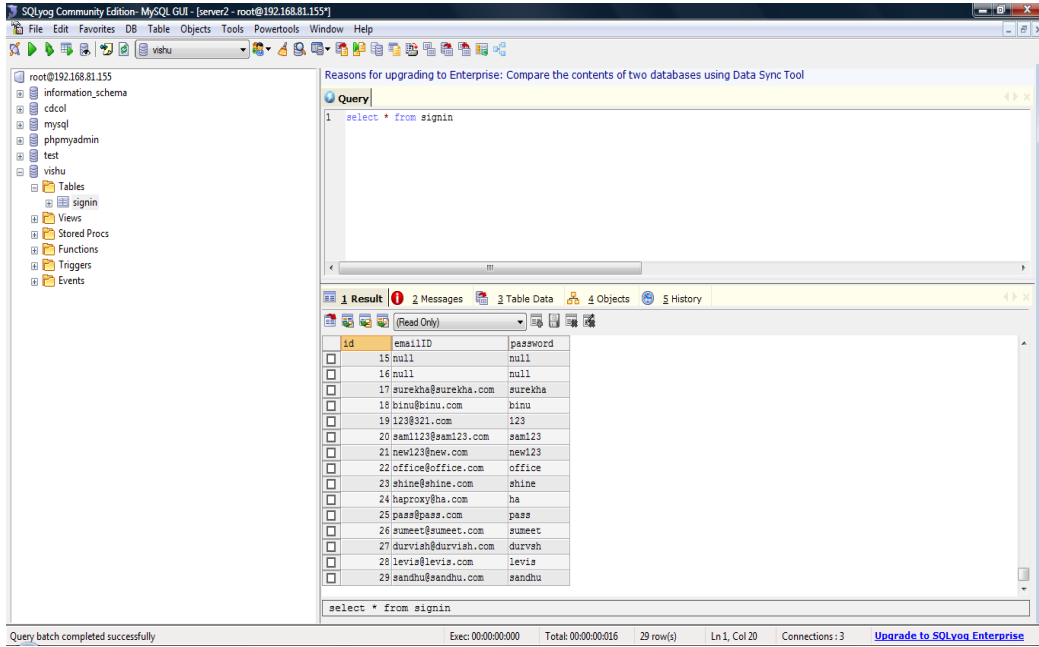 SQLyog Community Edition- MySQL GUI - [server2 - root@192.168.81.155*]
File Edit Favorites DB Table Objects Tools Powertools Window Help
vishu
root@192.168.81.155
information_schema
cdcol
mysql
phpmyadmin
test
vishu
Tables
signin
Views
Stored Procs
Functions
Triggers
Events
Reasons for upgrading to Enterprise: Compare the contents of two databases using Data Sync Tool
Query
1 select * from signin
1 Result 2 Messages 3 Table Data 4 Objects 5 History
(Read Only)
id emailID password
15 null null
16 null null
17 surekha@surekha.com surekha
18 binu@binu.com binu
19 123@321.com 123
20 sam1123@sam123.com sam123
21 new123@new.com new123
22 office@office.com office
23 shine@shine.com shine
24 haproxy@ha.com ha
25 pass@pass.com pass
26 sumeet@sumeet.com sumeet
27 durvish@durvish.com durvsh
28 levis@levis.com levis
29 sandhu@sandhu.com sandhu
select * from signin
Query batch completed successfully Exec: 00:00:00:000 Total: 00:00:00:016 29 row(s) Ln 1, Col 20 Connections : 3 Upgrade to SQLyog Enterprise